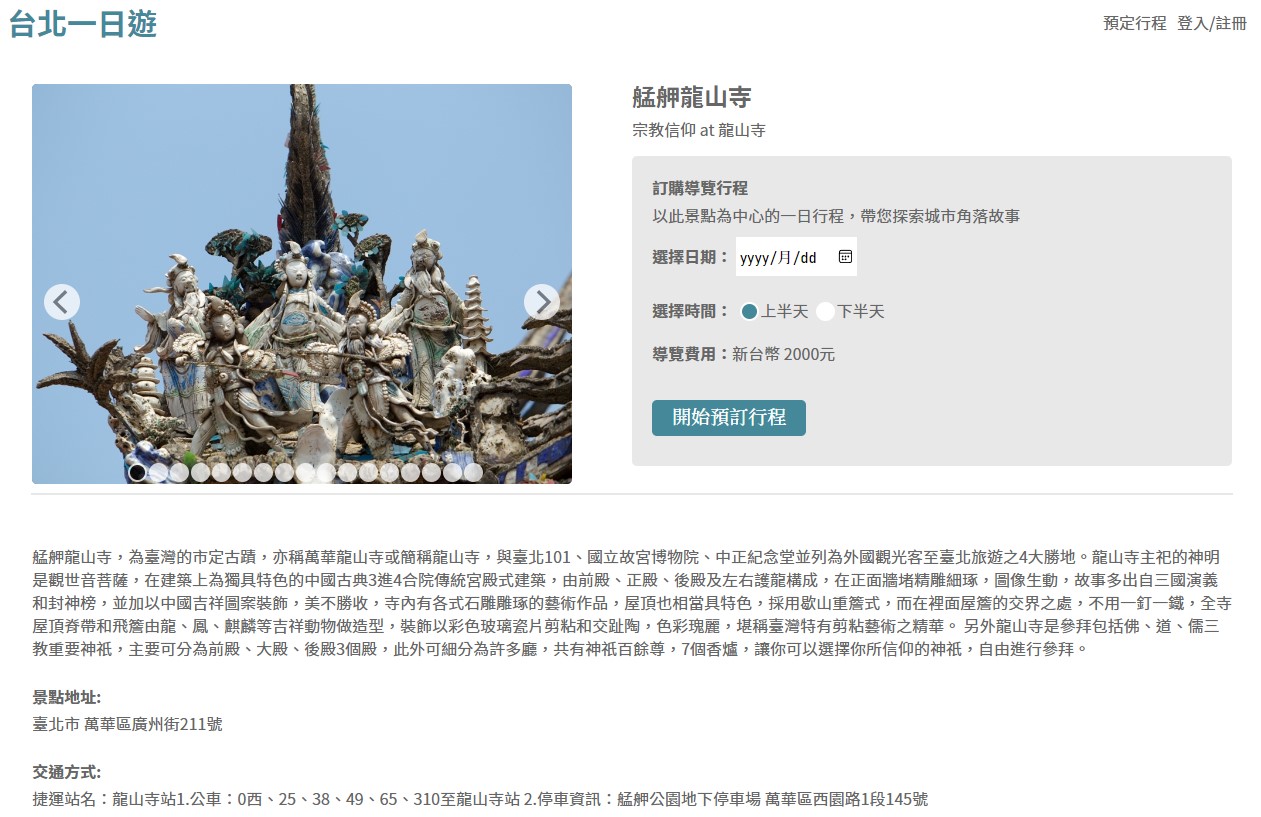 台北一日遊
預定行程 登入/註冊
艋舺龍山寺
宗教信仰 at 龍山寺
訂購導覽行程
以此景點為中心的一日行程，帶您探索城市角落故事
選擇日期： yyyy/月/dd
選擇時間： 上半天 下半天
導覽費用：新台幣 2000元
開始預訂行程
艋舺龍山寺，為臺灣的市定古蹟，亦稱萬華龍山寺或簡稱龍山寺，與臺北101、國立故宮博物院、中正紀念堂並列為外國觀光客至臺北旅遊之4大勝地。龍山寺主祀的神明
是觀世音菩薩，在建築上為獨具特色的中國古典3進4合院傳統宮殿式建築，由前殿、正殿、後殿及左右護龍構成，在正面牆堵精雕細琢，圖像生動，故事多出自三國演義
和封神榜，並加以中國吉祥圖案裝飾，美不勝收，寺內有各式石雕雕琢的藝術作品，屋頂也相當具特色，採用歇山重簷式，而在裡面屋簷的交界之處，不用一釘一鐵，全寺
屋頂脊帶和飛簷由龍、鳳、麒麟等吉祥動物做造型，裝飾以彩色玻璃瓷片剪粘和交趾陶，色彩瑰麗，堪稱臺灣特有剪粘藝術之精華。 另外龍山寺是參拜包括佛、道、儒三
教重要神祇，主要可分為前殿、大殿、後殿3個殿，此外可細分為許多廳，共有神祇百餘尊，7個香爐，讓你可以選擇你所信仰的神祇，自由進行參拜。
景點地址:
臺北市 萬華區廣州街211號
交通方式:
捷運站名：龍山寺站1.公車：0西、25、38、49、65、310至龍山寺站 2.停車資訊：艋舺公園地下停車場 萬華區西園路1段145號